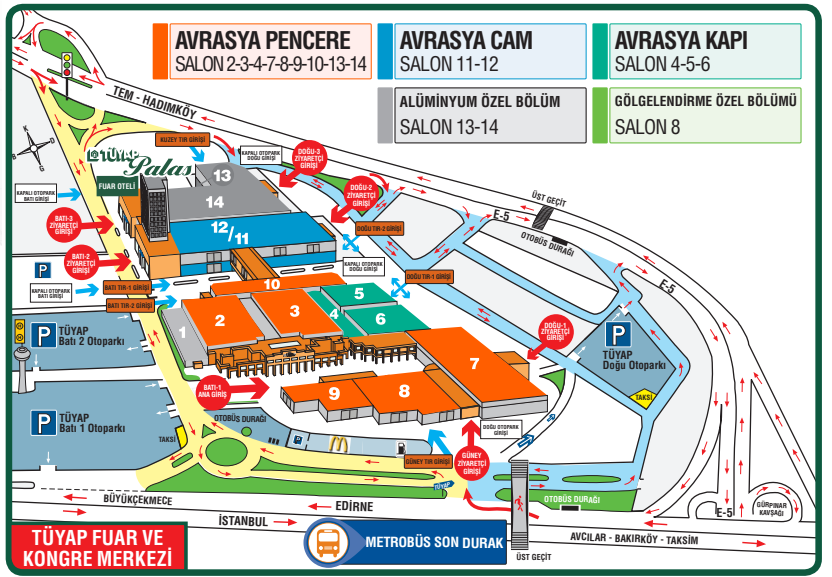 AVRASYA PENCERE
SALON 2-3-4-7-8-9-10-13-14
AVRASYA CAM
SALON 11-12
AVRASYA KAPI
SALON 4-5-6
ALÜMİNYUM ÖZEL BÖLÜM
SALON 13-14
GÖLGELENDİRME ÖZEL BÖLÜMÜ
SALON 8
TEM - HADIMKÖY
KUZEY TIR GİRİŞİ
KAPALI OTOPARK
DOĞU GİRİŞİ
DOĞU-3
ZİYARETÇİ
GİRİŞİ
TÜYAP
Palas
FUAR OTELİ
13
14
DOĞU-2
ZİYARETÇİ
GİRİŞİ
KAPALI OTOPARK
BATI GİRİŞİ
ÜST GEÇİT
E-5
BATI-3
ZİYARETÇİ
GİRİŞİ
12/11
DOĞU TIR-2 GİRİŞİ
OTOBÜS DURAĞI
BATI-2
ZİYARETÇİ
GİRİŞİ
P
KAPALI OTOPARK
DOĞU GİRİŞİ
DOĞU TIR-1 GİRİŞİ
E-5
KAPALI OTOPARK
BATI GİRİŞİ
BATI TIR-1 GİRİŞİ
BATI TIR-2 GİRİŞİ
10
5
1
2
3
4
6
DOĞU-1
ZİYARETÇİ
GİRİŞİ
P
TÜYAP
Batı 2 Otoparkı
P
TÜYAP
Doğu Otoparkı
7
BATI-1
ANA GİRİŞ
9
8
TAKSİ
P
TÜYAP
Batı 1 Otoparkı
OTOBÜS DURAĞI
TAKSİ
P
DOĞU OTOPARK
GİRİŞİ
GÜNEY TIR GİRİŞİ
GÜNEY
ZİYARETÇİ
GİRİŞİ
TÜYAP
OTOBÜS DURAĞI
BÜYÜKÇEKMECE
EDİRNE
E-5
GÜRPINAR
KAVŞAĞI
İSTANBUL
TÜYAP FUAR VE
KONGRE MERKEZİ
METROBÜS SON DURAK
ÜST GEÇİT
AVCILAR - BAKIRKÖY - TAKSİM